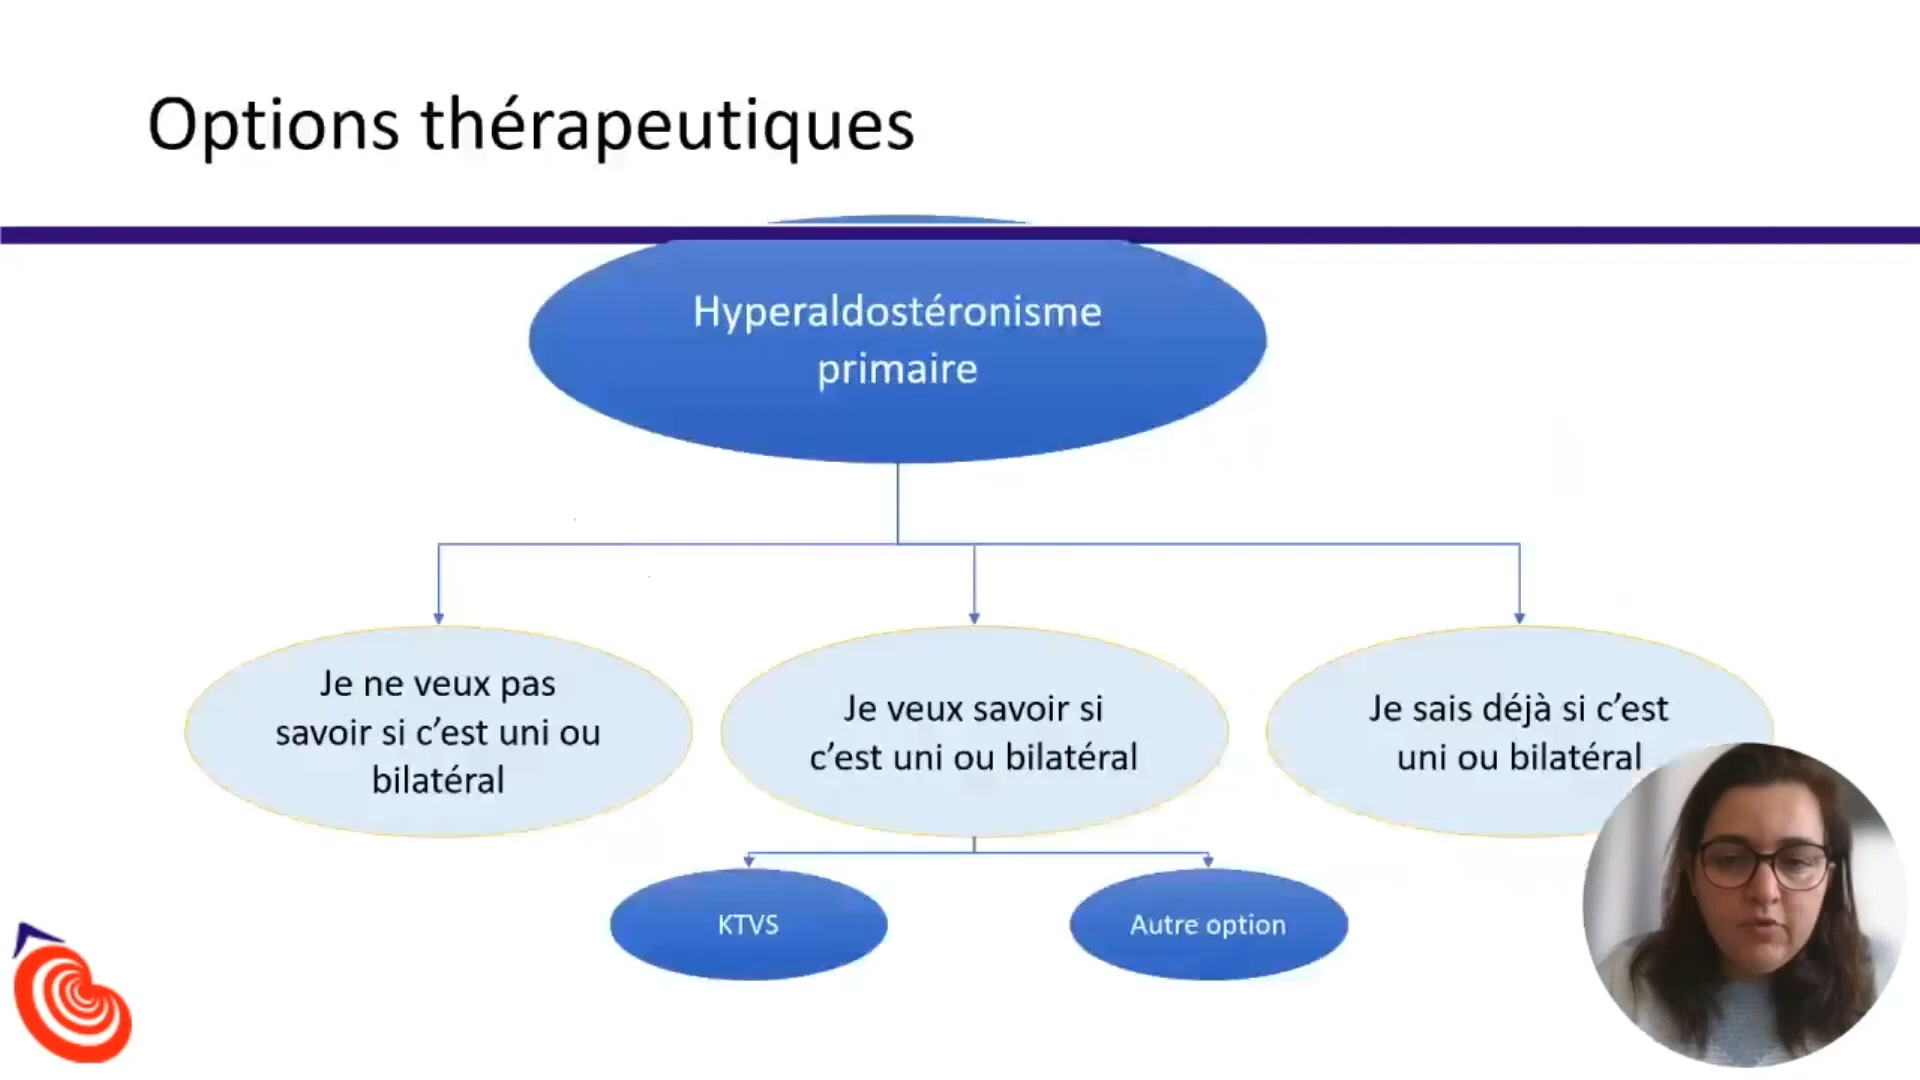 Options thérapeutiques
Hyperaldostéronisme
primaire
Je ne veux pas
savoir si c’est uni ou
bilatéral
Je veux savoir si
c’est uni ou bilatéral
Je sais déjà si c’est
uni ou bilatéral
KTVS
Autre option